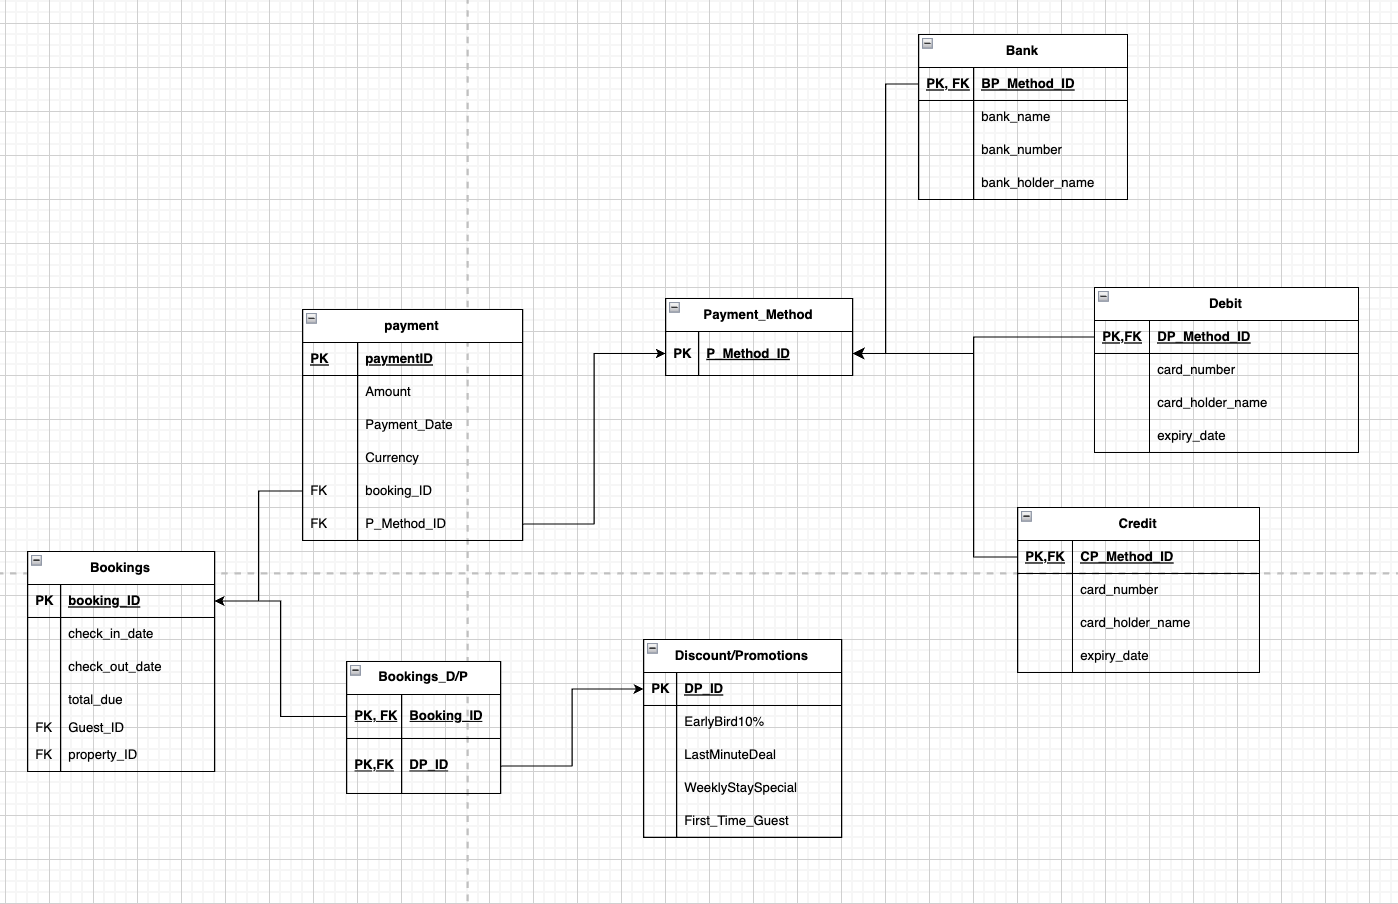 Bank
PK, FK BP_Method_ID
bank_name
bank_number
bank_holder_name
Debit
PK,FK DP_Method_ID
card_number
card_holder_name
expiry_date
Payment_Method
PK P_Method_ID
payment
PK paymentID
Amount
Payment_Date
Currency
FK booking_ID
FK P_Method_ID
Credit
PK,FK CP_Method_ID
card_number
card_holder_name
expiry_date
Bookings
PK booking_ID
check_in_date
check_out_date
total_due
FK Guest_ID
FK property_ID
Bookings_D/P
PK, FK Booking_ID
PK,FK DP_ID
Discount/Promotions
PK DP_ID
EarlyBird10%
LastMinuteDeal
WeeklyStaySpecial
First_Time_Guest